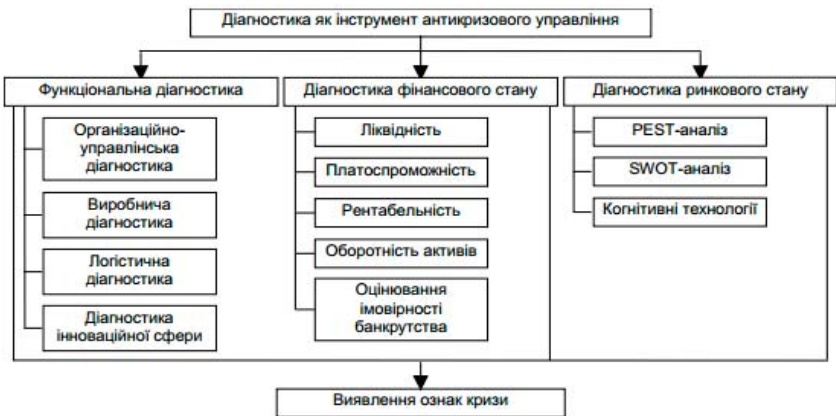 Діагностика як інструмент антикризового управління
Функціональна діагностика
Організаційно-
управлінська
діагностика
Виробнича
діагностика
Логістична
діагностика
Діагностика
інноваційної сфери
Діагностика фінансового стану
Ліквідність
Платоспроможність
Рентабельність
Оборотність активів
Оцінювання
імовірності
банкрутства
Діагностика ринкового стану
PEST-аналіз
SWOT-аналіз
Когнітивні технології
Виявлення ознак кризи